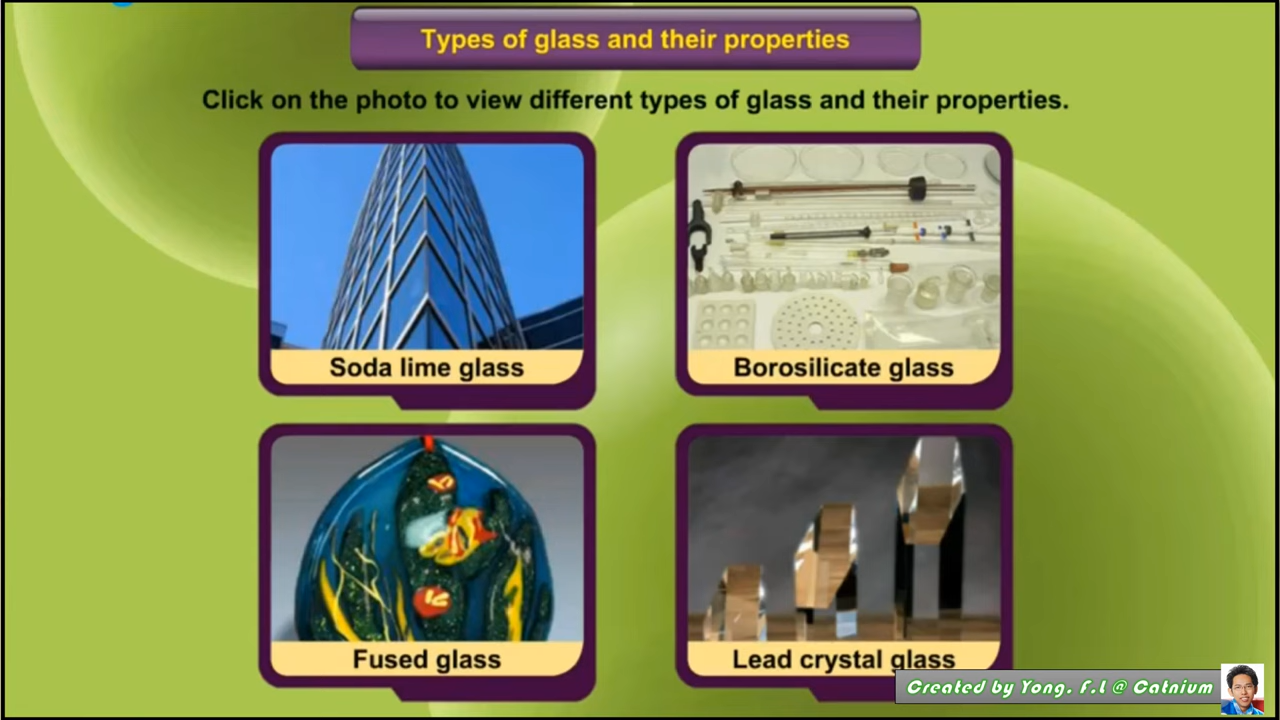 Types of glass and their properties
Click on the photo to view different types of glass and their properties.
Soda lime glass
Borosilicate glass
Fused glass
Lead crystal glass
Created by Yong. F.L @ Catnium